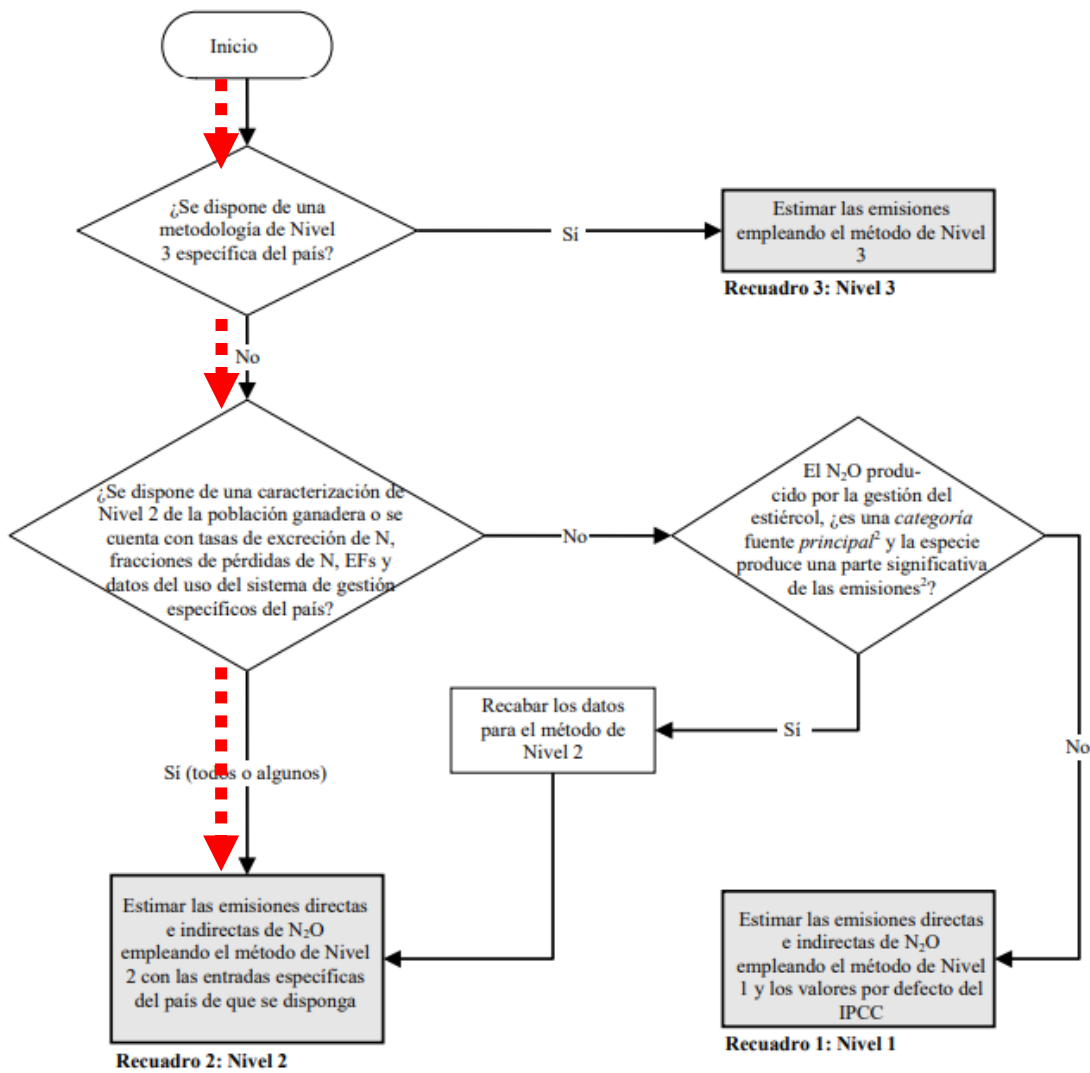 Inicio
¿Se dispone de una
metodología de Nivel
3 específica del país?
Sí
Estimar las emisiones
empleando el método de Nivel
3
Recuadro 3: Nivel 3
No
¿Se dispone de una caracterización de
Nivel 2 de la población ganadera o se
cuenta con tasas de excreción de N,
fracciones de pérdidas de N, EFs y
datos del uso del sistema de gestión
específicos del país?
No
El N₂O produ-
cido por la gestión del
estiércol, ¿es una categoría
fuente principal² y la especie
produce una parte significativa
de las emisiones²?
Recabar los datos
para el método de
Nivel 2
Sí
No
Sí (todos o algunos)
Estimar las emisiones directas
e indirectas de N₂O
empleando el método de Nivel
2 con las entradas específicas
del país de que se disponga
Recuadro 2: Nivel 2
Estimar las emisiones directas
e indirectas de N₂O
empleando el método de Nivel
1 y los valores por defecto del
IPCC
Recuadro 1: Nivel 1